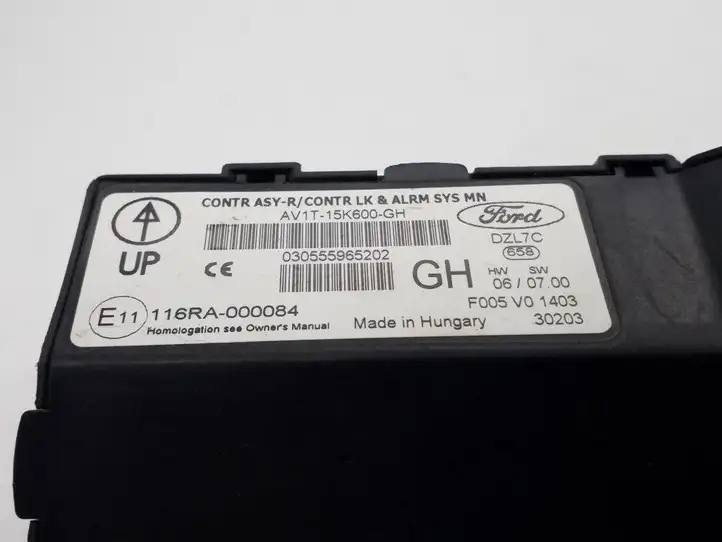 CONTR ASY-R/CONTR LK & ALRM SYS MN
AV1T-15K600-GH
Ford
UP
CE
030555965202
GH
DZL7C
658
HW SW
06 / 07.00
E11 116RA-000084
Homologation see Owner's Manual
Made in Hungary
F005 V0 1403
30203